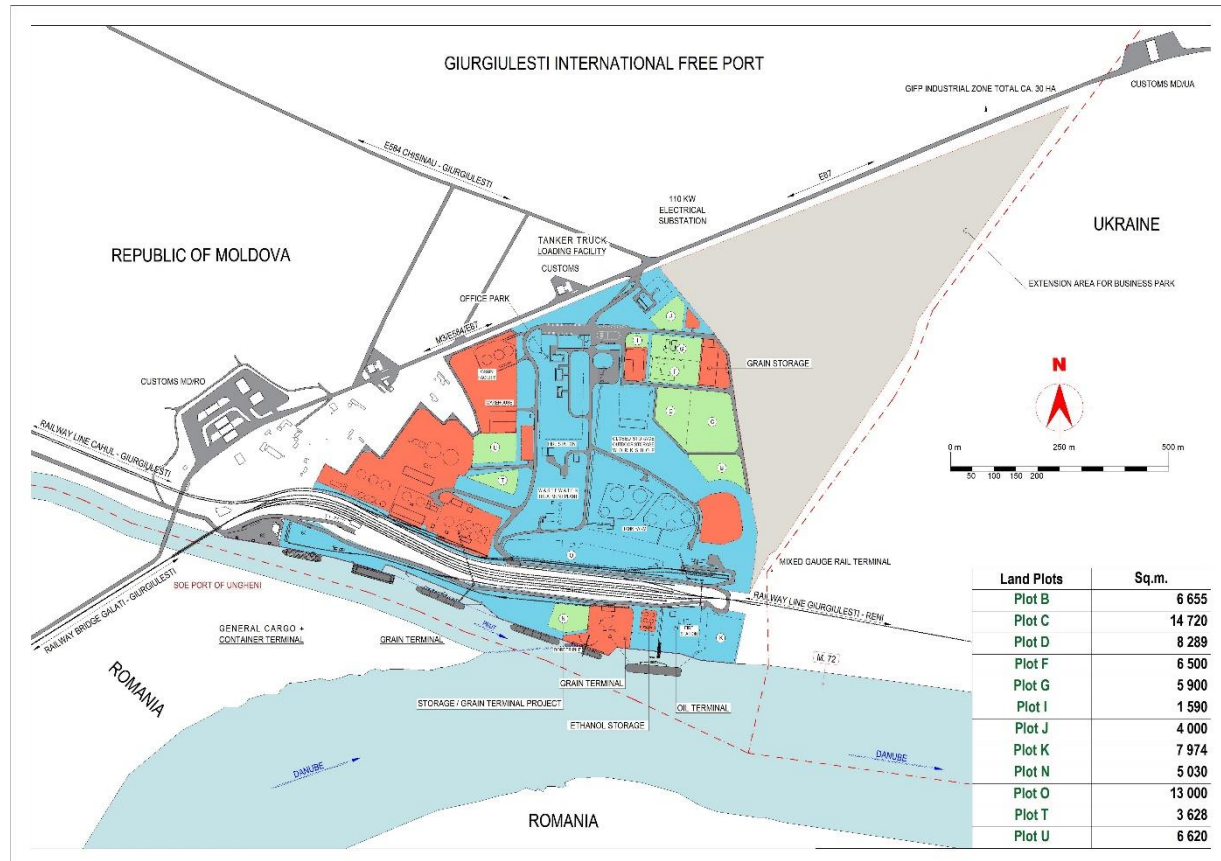 GIURGIULESTI INTERNATIONAL FREE PORT
CUSTOMS MD/UA
GIFP INDUSTRIAL ZONE TOTAL CA. 30 HA
E584 CHISINAU - GIURGIULESTI
E87
110 KW
ELECTRICAL
SUBSTATION
UKRAINE
REPUBLIC OF MOLDOVA
TANKER TRUCK
LOADING FACILITY
CUSTOMS
EXTENSION AREA FOR BUSINESS PARK
OFFICE PARK
M3/E584/E87
J
I
G
F
GRAIN STORAGE
CUSTOMS MD/RO
N
RAILWAY LINE CAHUL - GIURGIULESTI
0 m
250 m
500 m
50
100
150
200
C
U
T
B
O
MIXED GAUGE RAIL TERMINAL
SOE PORT OF UNGHENI
RAILWAY BRIDGE GALATI - GIURGIULESTI
RAILWAY LINE GIURGIULESTI - RENI
GENERAL CARGO +
CONTAINER TERMINAL
GRAIN TERMINAL
PRUT
N
K
M. 72
ROMANIA
GRAIN TERMINAL
STORAGE / GRAIN TERMINAL PROJECT
OIL TERMINAL
ETHANOL STORAGE
DANUBE
DANUBE
ROMANIA
Land Plots Sq.m.
Plot B 6 655
Plot C 14 720
Plot D 8 289
Plot F 6 500
Plot G 5 900
Plot I 1 590
Plot J 4 000
Plot K 7 974
Plot N 5 030
Plot O 13 000
Plot T 3 628
Plot U 6 620